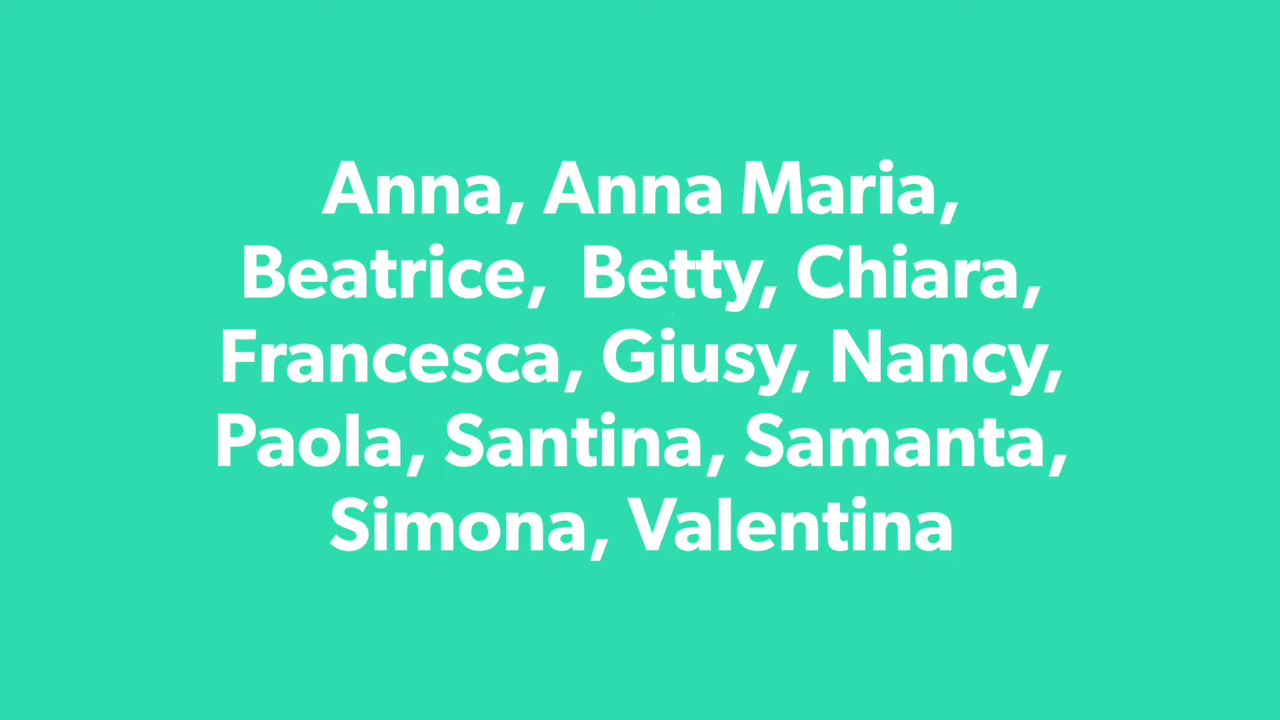 Anna, Anna Maria,
Beatrice,  Betty, Chiara,
Francesca, Giusy, Nancy,
Paola, Santina, Samanta,
Simona, Valentina